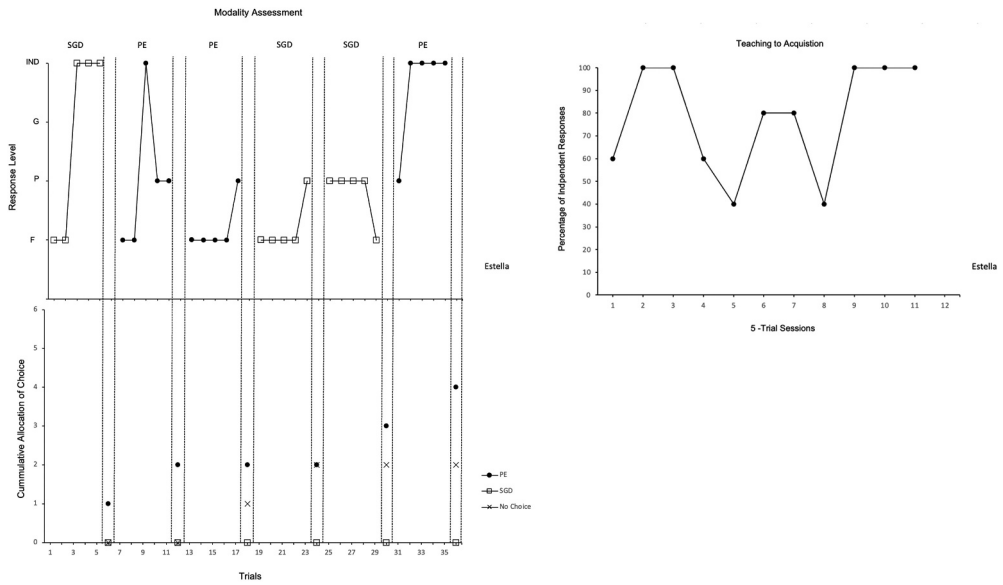 Modality Assessment
SGD PE PE SGD SGD PE
IND
G
P
F
Response Level
Estella
6
5
4
3
2
1
0
Cummulative Allocation of Choice
1 3 5 7 9 11 13 15 17 19 21 23 25 27 29 31 33 35
Trials
PE
SGD
No Choice
Teaching to Acquistion
100
90
80
70
60
50
40
30
20
10
0
Percentage of Indpendent Responses
1 2 3 4 5 6 7 8 9 10 11 12
5 -Trial Sessions
Estella